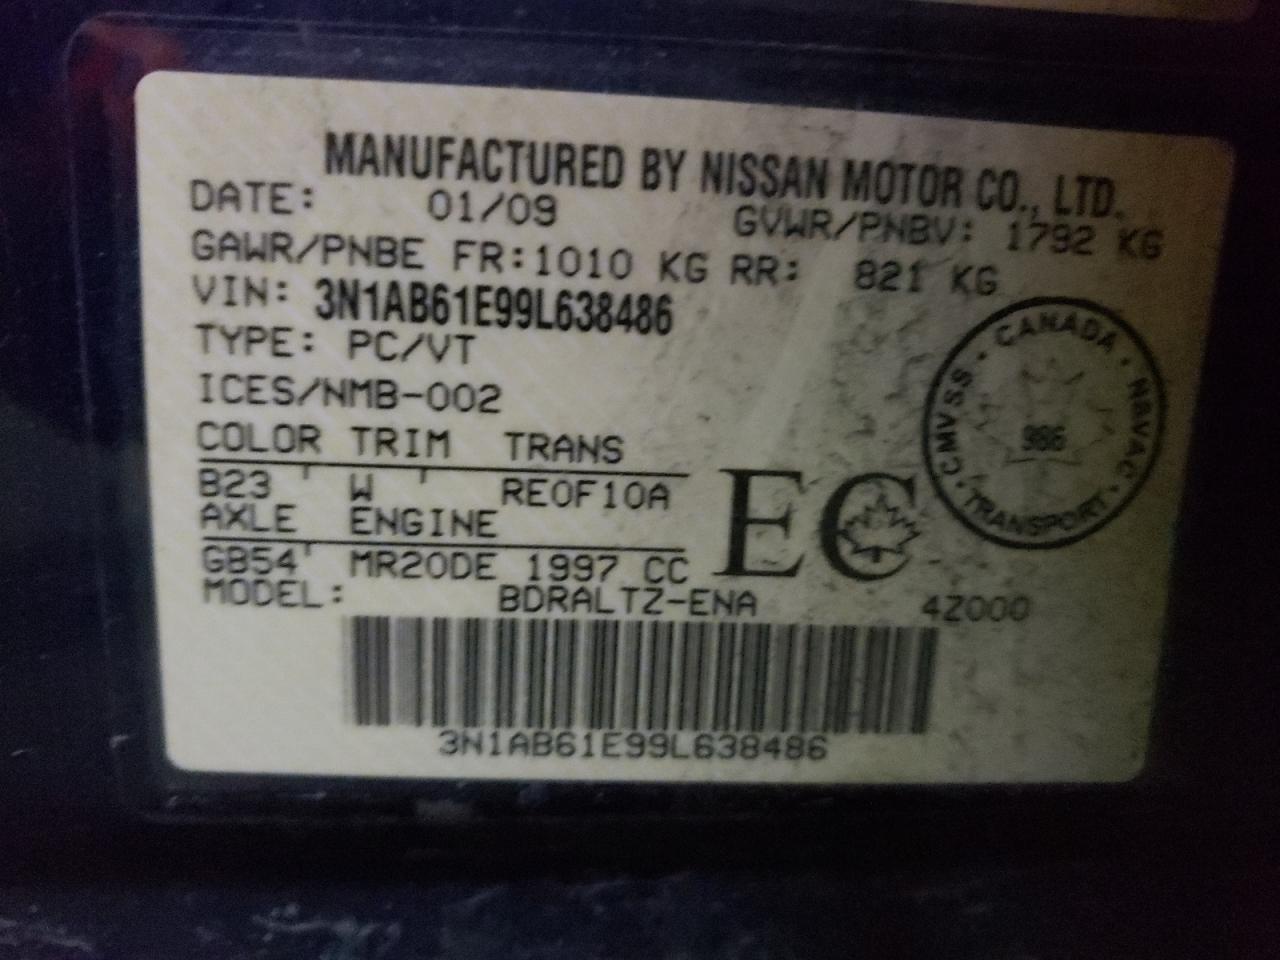 MANUFACTURED BY NISSAN MOTOR CO., LTD.
DATE: 01/09 GVWR/PNBV: 1792 KG
GAWR/PNBE FR:1010 KG RR: 821 KG
VIN: 3N1AB61E99L638486
TYPE: PC/VT
ICES/NMB-002
COLOR TRIM TRANS
B23 W RE0F10A
AXLE ENGINE
GB54 MR20DE 1997 CC
MODEL: BDRALTZ-ENA 4Z000
3N1AB61E99L638486
EC
CANADA · NSVAC · TRANSPORT · CMVSS
986